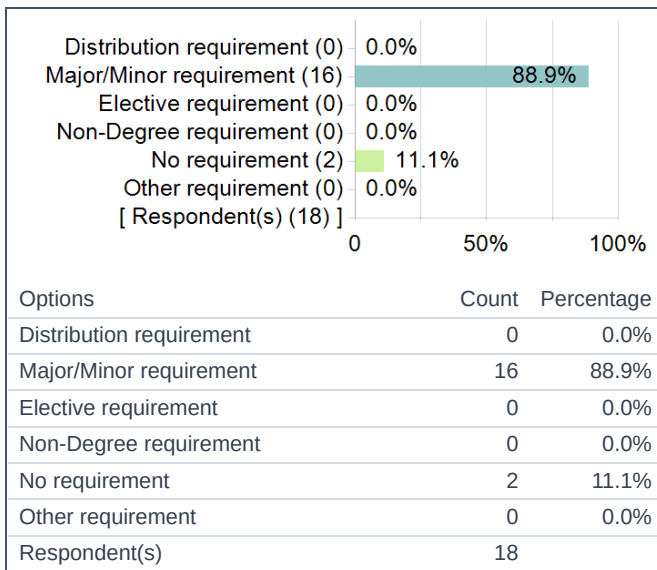 Distribution requirement (0) 0.0%
Major/Minor requirement (16) 88.9%
Elective requirement (0) 0.0%
Non-Degree requirement (0) 0.0%
No requirement (2) 11.1%
Other requirement (0) 0.0%
[ Respondent(s) (18) ]
0 50% 100%
Options Count Percentage
Distribution requirement 0 0.0%
Major/Minor requirement 16 88.9%
Elective requirement 0 0.0%
Non-Degree requirement 0 0.0%
No requirement 2 11.1%
Other requirement 0 0.0%
Respondent(s) 18